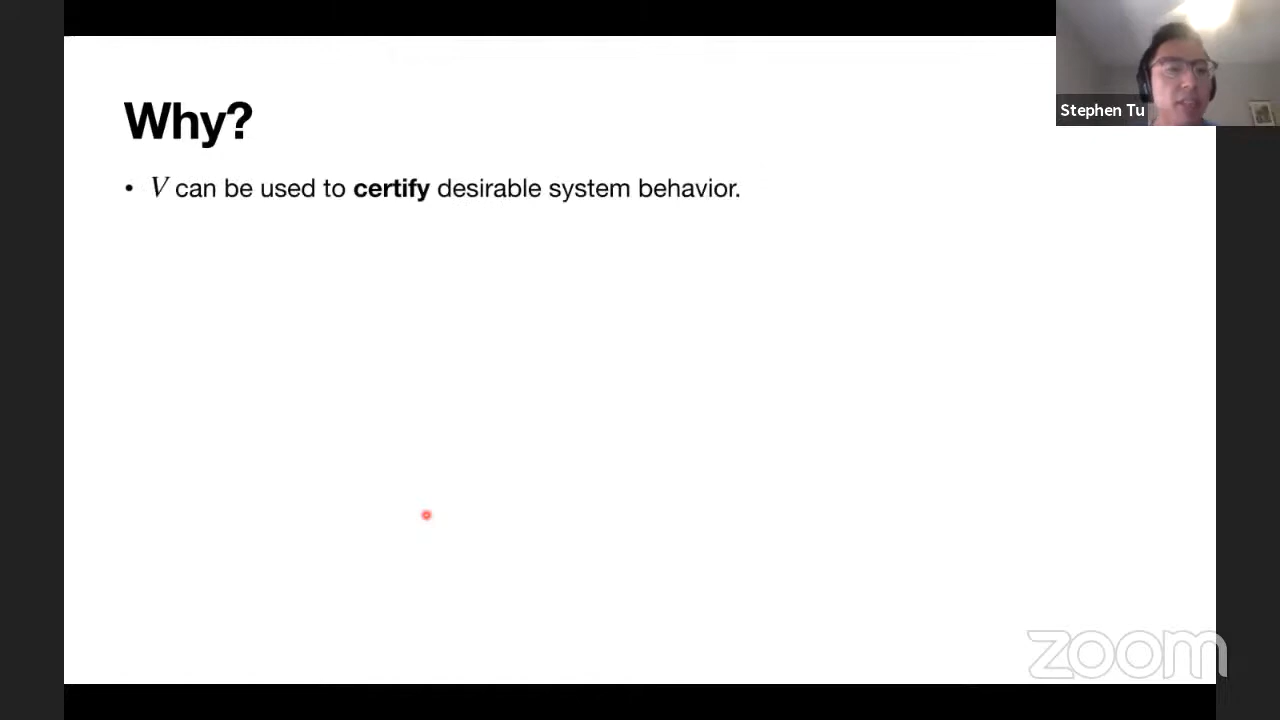 Why?
Stephen Tu
• V can be used to certify desirable system behavior.
zoom